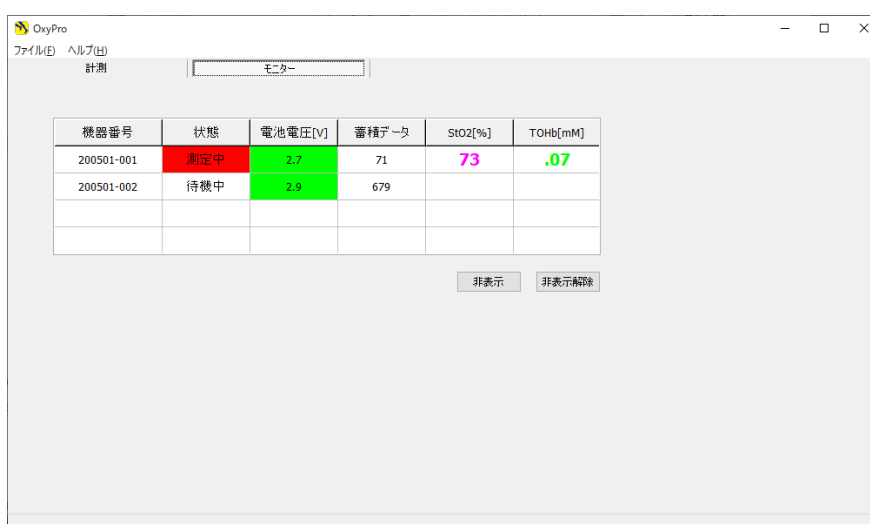 OxyPro
ファイル(F) ヘルプ(H)
計測 モニター
機器番号 状態 電池電圧[V] 蓄積データ StO2[%] TOHb[mM]
200501-001 測定中 2.7 71 73 .07
200501-002 待機中 2.9 679
非表示 非表示解除